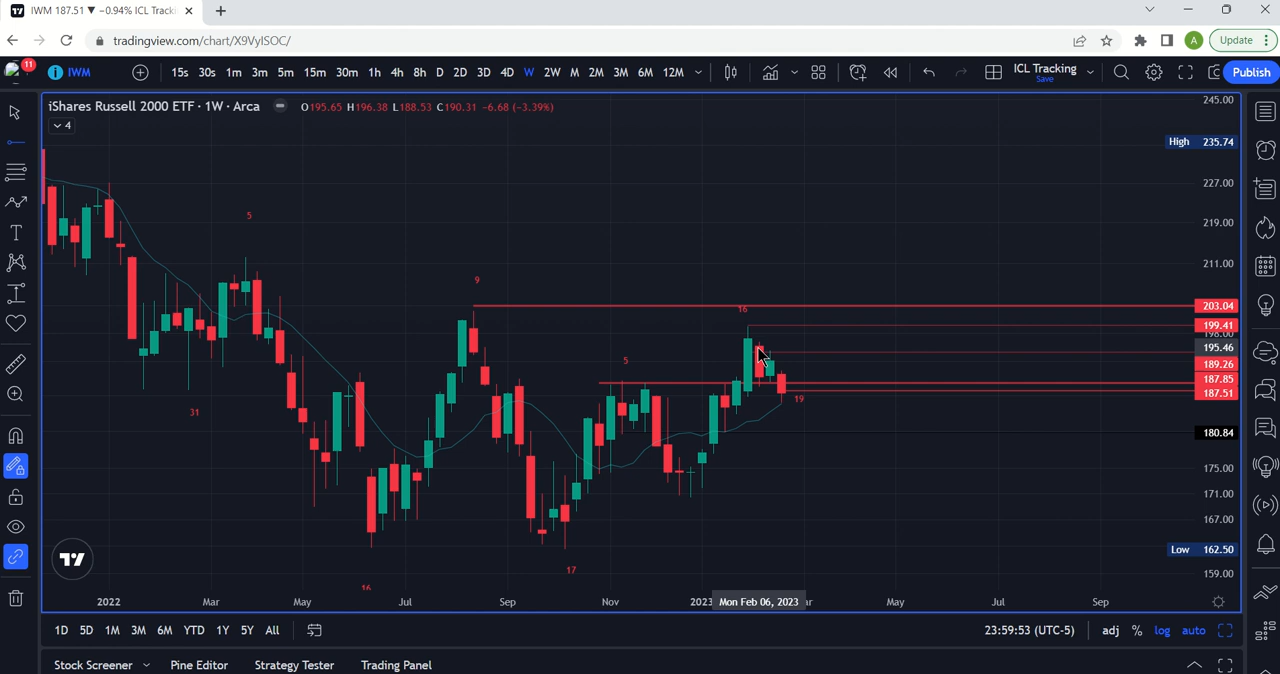 IWM 187.51 ▼ −0.94% ICL Tracki
tradingview.com/chart/X9VyISOC/
A
Update
11
IWM
15s 30s 1m 3m 5m 15m 30m 1h 4h 8h D 2D 3D 4D W 2W M 2M 3M 6M 12M
ICL Tracking
Save
Publish
iShares Russell 2000 ETF · 1W · Arca
O195.65 H196.38 L188.53 C190.31 −6.68 (−3.39%)
4
245.00
High 235.74
227.00
219.00
211.00
203.04
199.41
198.00
195.46
189.26
187.85
187.51
180.84
175.00
171.00
167.00
Low 162.50
159.00
5
9
16
5
31
19
17
16
2022 Mar May Jul Sep Nov 2023 Mon Feb 06, 2023 May Jul Sep
1D 5D 1M 3M 6M YTD 1Y 5Y All
23:59:53 (UTC-5)
adj % log auto
Stock Screener Pine Editor Strategy Tester Trading Panel